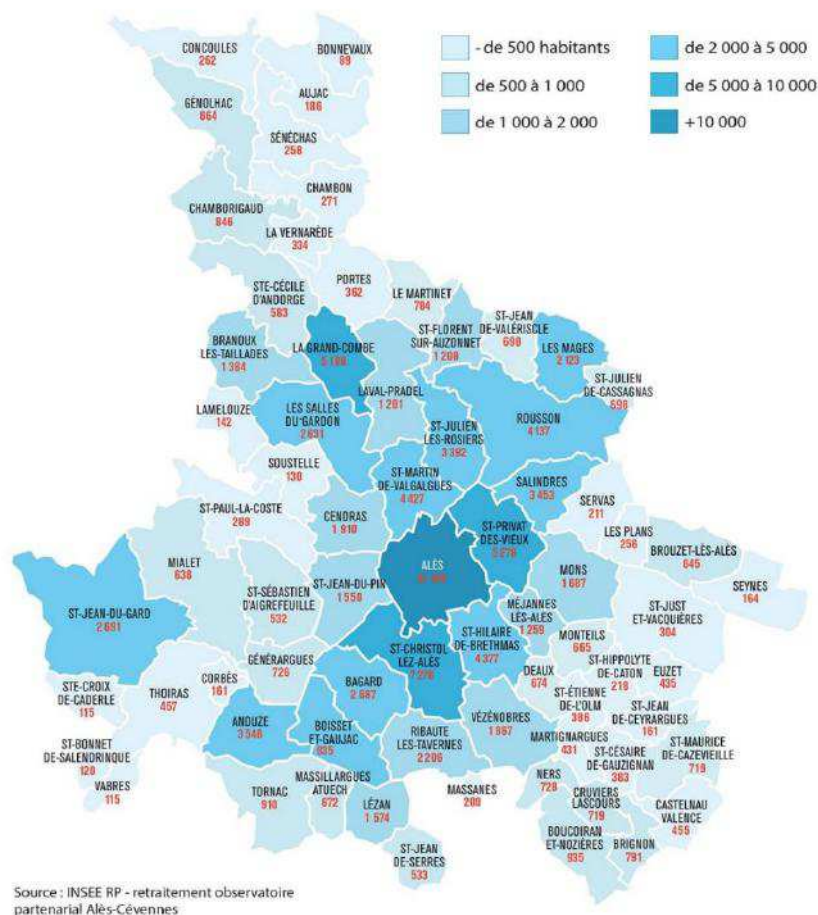 - de 500 habitants
de 500 à 1 000
de 1 000 à 2 000
de 2 000 à 5 000
de 5 000 à 10 000
+10 000
CONCOULES
262
BONNEVAUX
89
AUJAC
186
GÉNOLHAC
864
SÉNÉCHAS
258
CHAMBON
271
CHAMBORIGAUD
846
LA VERNARÈDE
334
PORTES
362
STE-CÉCILE
D'ANDORGE
583
LE MARTINET
784
ST-FLORENT
SUR-AUZONNET
1 208
ST-JEAN
DE-VALÉRISCLE
698
LES MAGES
2 123
BRANOUX
LES-TAILLADES
1 384
LA GRAND-COMBE
LAVAL-PRADEL
1 201
ST-JULIEN
DE-CASSAGNAS
698
LAMELOUZE
142
LES SALLES
DU-GARDON
2 631
ST-JULIEN
LES-ROSIERS
3 392
ROUSSON
4 137
SOUSTELLE
130
ST-MARTIN
DE-VALGALGUES
4 427
SALINDRES
3 453
SERVAS
211
ST-PAUL-LA-COSTE
289
CENDRAS
1 910
ST-PRIVAT
DES-VIEUX
LES PLANS
256
BROUZET-LÈS-ALÈS
645
MIALET
638
ALÈS
MONS
1 687
SEYNES
164
ST-SÉBASTIEN
D'AIGREFEUILLE
532
ST-JEAN-DU-PIN
1 558
ST-JEAN-DU-GARD
2 691
MÉJANNES
LÈS-ALÈS
1 259
ST-JUST
ET-VACQUIÈRES
304
ST-CHRISTOL
LEZ-ALÈS
ST-HILAIRE
DE-BRETHMAS
4 377
MONTEILS
665
GÉNÉRARGUES
726
ST-HIPPOLYTE
DE-CATON
218
EUZET
435
STE-CROIX
DE-CADERLE
115
THOIRAS
457
CORBÈS
161
BAGARD
2 687
DEAUX
674
ST-ÉTIENNE
DE-L'OLM
386
ST-JEAN
DE-CEYRARGUES
161
ANDUZE
3 546
BOISSET
ET-GAUJAC
RIBAUTE
LES-TAVERNES
2 206
VÉZÉNOBRES
MARTIGNARGUES
431
ST-CÉSAIRE
DE-GAUZIGNAN
383
ST-MAURICE
DE-CAZEVIEILLE
719
ST-BONNET
DE-SALENDRINQUE
120
VABRES
115
TORNAC
910
MASSILLARGUES
ATUECH
672
LÉZAN
1 574
MASSANES
200
NERS
728
CRUVIERS
LASCOURS
719
CASTELNAU
VALENCE
455
ST-JEAN
DE-SERRES
533
BOUCOIRAN
ET-NOZIÈRES
935
BRIGNON
791
Source : INSEE RP - retraitement observatoire
partenarial Alès-Cévennes